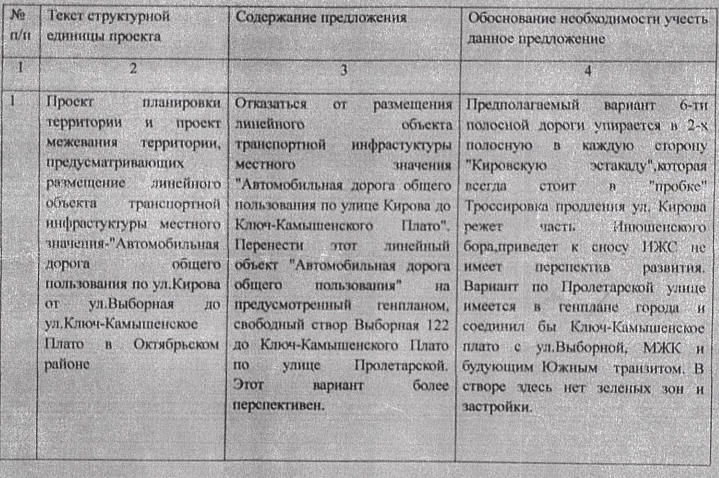 №
п/п
Текст структурной
единицы проекта
Содержание предложения
Обоснование необходимости учесть
данное предложение
1
2
3
4
1
Проект планировки
территории и проект
межевания территории,
предусматривающих
размещение линейного
объекта транспортной
инфрастуктуры местного
значения-"Автомобильная
дорога общего
пользования по ул.Кирова
от ул.Выборная до
ул.Ключ-Камышенское
Плато в Октябрьском
районе
Отказаться от размещения
линейного объекта
транспортной инфрастуктуры
местного значения
"Автомобильная дорога общего
пользования по улице Кирова до
Ключ-Камышенского Плато".
Перенести этот линейный
объект "Автомобильная дорога
общего пользования" на
предусмотренный генпланом,
свободный створ Выборная 122
до Ключ-Камышенского Плато
по улице Пролетарской.
Этот вариант более
перспективен.
Предполагаемый вариант 6-ти
полосной дороги упирается в 2-х
полосную в каждую сторону
"Кировскую эстакаду",которая
всегда стоит в "пробке"
Троссировка продления ул. Кирова
режет часть Инюшенского
бора,приведет к сносу ИЖС не
имеет перспектив развития.
Вариант по Пролетарской улице
имеется в генплане города и
соединил бы Ключ-Камышенское
плато с ул.Выборной, МЖК и
будующим Южным транзитом. В
створе здесь нет зеленых зон и
застройки.